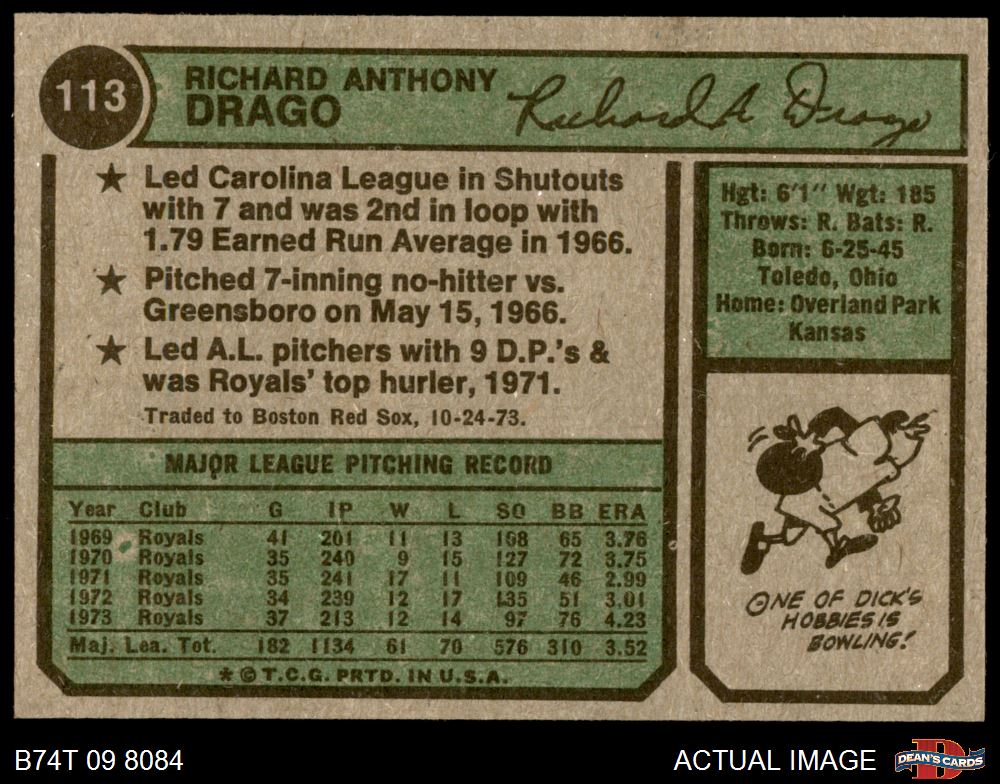 113
RICHARD ANTHONY
DRAGO
Richard A Drago
★ Led Carolina League in Shutouts
with 7 and was 2nd in loop with
1.79 Earned Run Average in 1966.
★ Pitched 7-inning no-hitter vs.
Greensboro on May 15, 1966.
★ Led A.L. pitchers with 9 D.P.'s &
was Royals' top hurler, 1971.
Traded to Boston Red Sox, 10-24-73.
MAJOR LEAGUE PITCHING RECORD
Year Club G IP W L SO BB ERA
1969 Royals 41 201 11 13 108 65 3.76
1970 Royals 35 240 9 15 127 72 3.75
1971 Royals 35 241 17 11 109 46 2.99
1972 Royals 34 239 12 17 135 51 3.01
1973 Royals 37 213 12 14 97 76 4.23
Maj. Lea. Tot. 182 1134 61 70 576 310 3.52
* © T.C.G. PRTD. IN U.S.A.
Hgt: 6'1" Wgt: 185
Throws: R. Bats: R.
Born: 6-25-45
Toledo, Ohio
Home: Overland Park
Kansas
ONE OF DICK'S
HOBBIES IS
BOWLING!
B74T 09 8084
ACTUAL IMAGE
DEAN'S CARDS